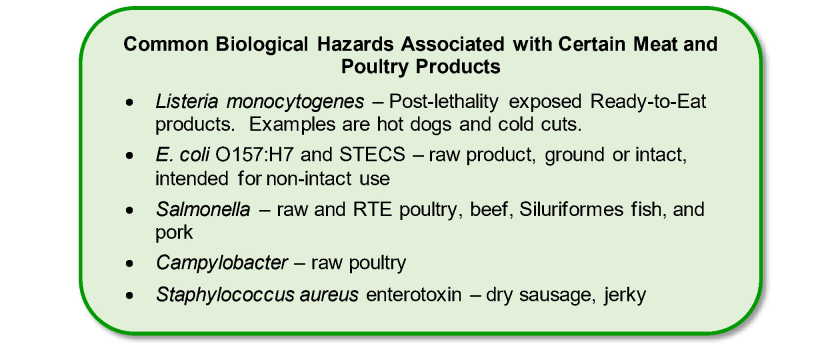 Common Biological Hazards Associated with Certain Meat and
Poultry Products
• Listeria monocytogenes – Post-lethality exposed Ready-to-Eat
products.  Examples are hot dogs and cold cuts.
• E. coli O157:H7 and STECS – raw product, ground or intact,
intended for non-intact use
• Salmonella – raw and RTE poultry, beef, Siluriformes fish, and
pork
• Campylobacter – raw poultry
• Staphylococcus aureus enterotoxin – dry sausage, jerky